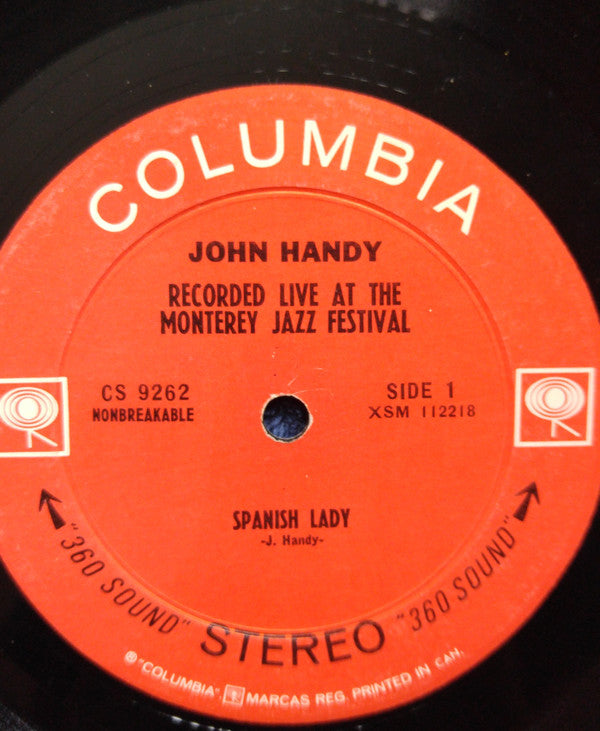 COLUMBIA
JOHN HANDY
RECORDED LIVE AT THE
MONTEREY JAZZ FESTIVAL
CS 9262
NONBREAKABLE
SIDE 1
XSM 112218
SPANISH LADY
-J. Handy-
"360 SOUND" STEREO "360 SOUND"
® "COLUMBIA", MARCAS REG. PRINTED IN CAN.